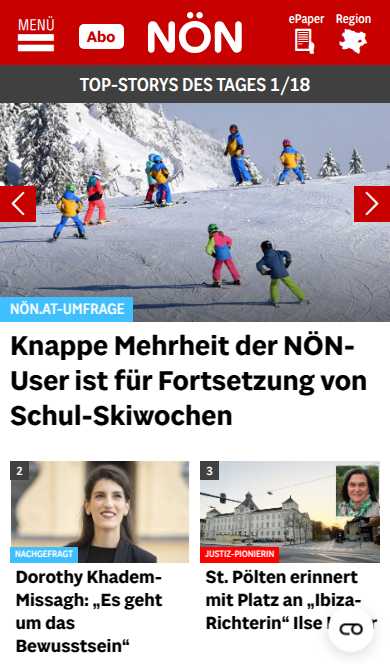 MENÜ
Abo
NÖN
ePaper
Region
TOP-STORYS DES TAGES 1/18
NÖN.AT-UMFRAGE
Knappe Mehrheit der NÖN-
User ist für Fortsetzung von
Schul-Skiwochen
2
NACHGEFRAGT
Dorothy Khadem-
Missagh: „Es geht
um das
Bewusstsein“
3
JUSTIZ-PIONIERIN
St. Pölten erinnert
mit Platz an „Ibiza-
Richterin“ Ilse